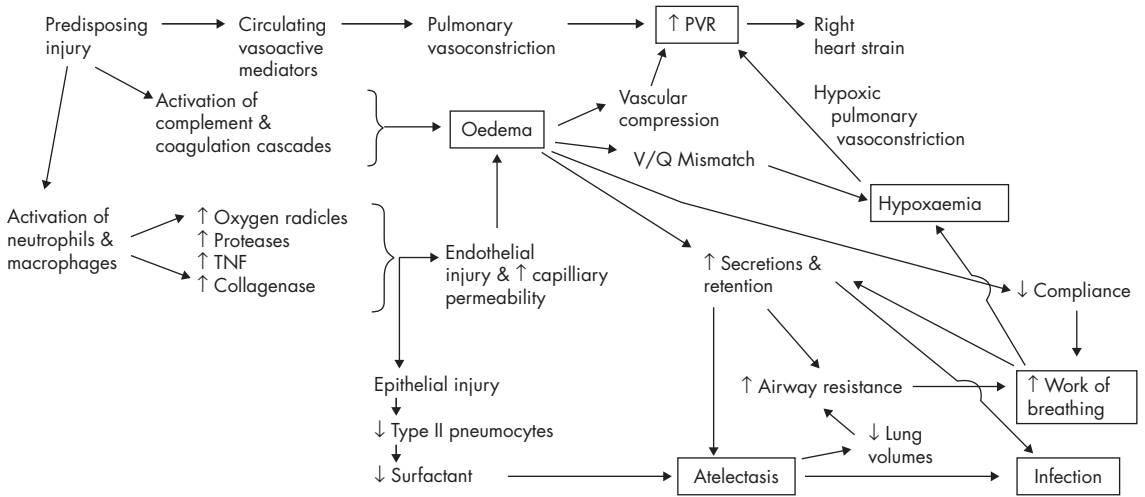 Predisposing
injury
Circulating
vasoactive
mediators
Pulmonary
vasoconstriction
↑ PVR
Right
heart strain
Activation of
complement &
coagulation cascades
Oedema
Vascular
compression
V/Q Mismatch
Hypoxic
pulmonary
vasoconstriction
Hypoxaemia
Activation of
neutrophils &
macrophages
↑ Oxygen radicles
↑ Proteases
↑ TNF
↑ Collagenase
Endothelial
injury & ↑ capilliary
permeability
↑ Secretions &
retention
↓ Compliance
Epithelial injury
↓ Type II pneumocytes
↓ Surfactant
↑ Airway resistance
↑ Work of
breathing
↓ Lung
volumes
Atelectasis
Infection